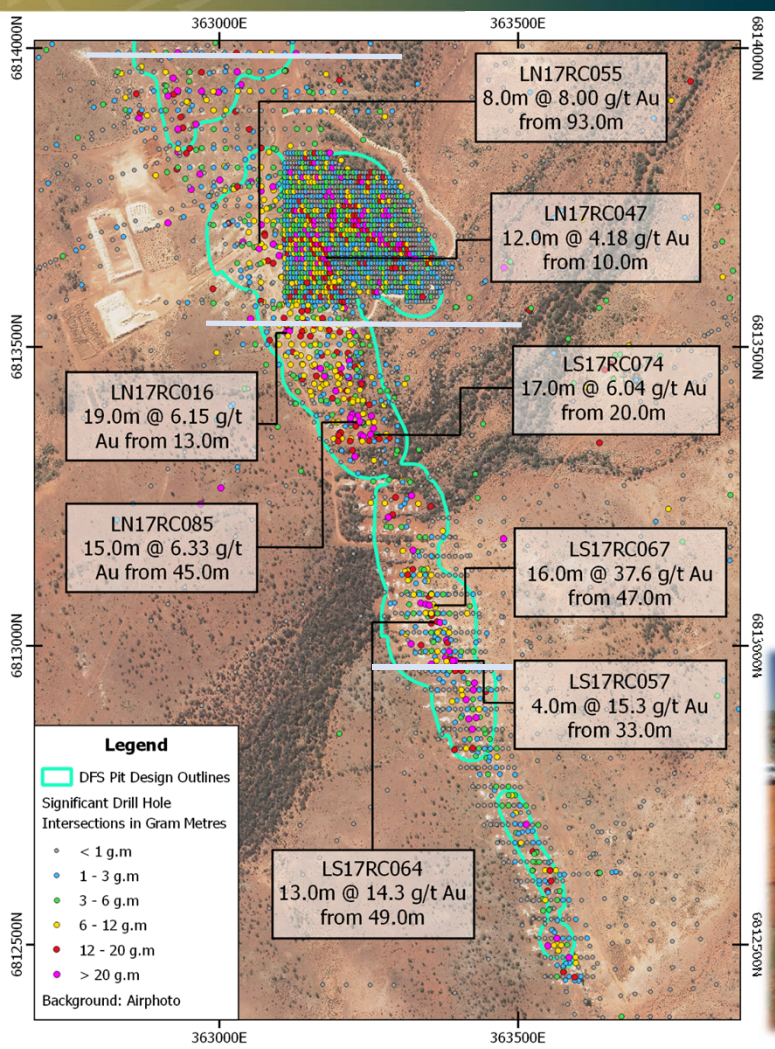 363000E
363500E
6814000N
6814000N
LN17RC055
8.0m @ 8.00 g/t Au
from 93.0m
LN17RC047
12.0m @ 4.18 g/t Au
from 10.0m
6813500N
6813500N
LN17RC016
19.0m @ 6.15 g/t
Au from 13.0m
LS17RC074
17.0m @ 6.04 g/t Au
from 20.0m
LN17RC085
15.0m @ 6.33 g/t
Au from 45.0m
LS17RC067
16.0m @ 37.6 g/t Au
from 47.0m
6813000N
6813000N
LS17RC057
4.0m @ 15.3 g/t Au
from 33.0m
LS17RC064
13.0m @ 14.3 g/t Au
from 49.0m
Legend
DFS Pit Design Outlines
Significant Drill Hole
Intersections in Gram Metres
< 1 g.m
1 - 3 g.m
3 - 6 g.m
6 - 12 g.m
12 - 20 g.m
> 20 g.m
Background: Airphoto
6812500N
6812500N
363000E
363500E